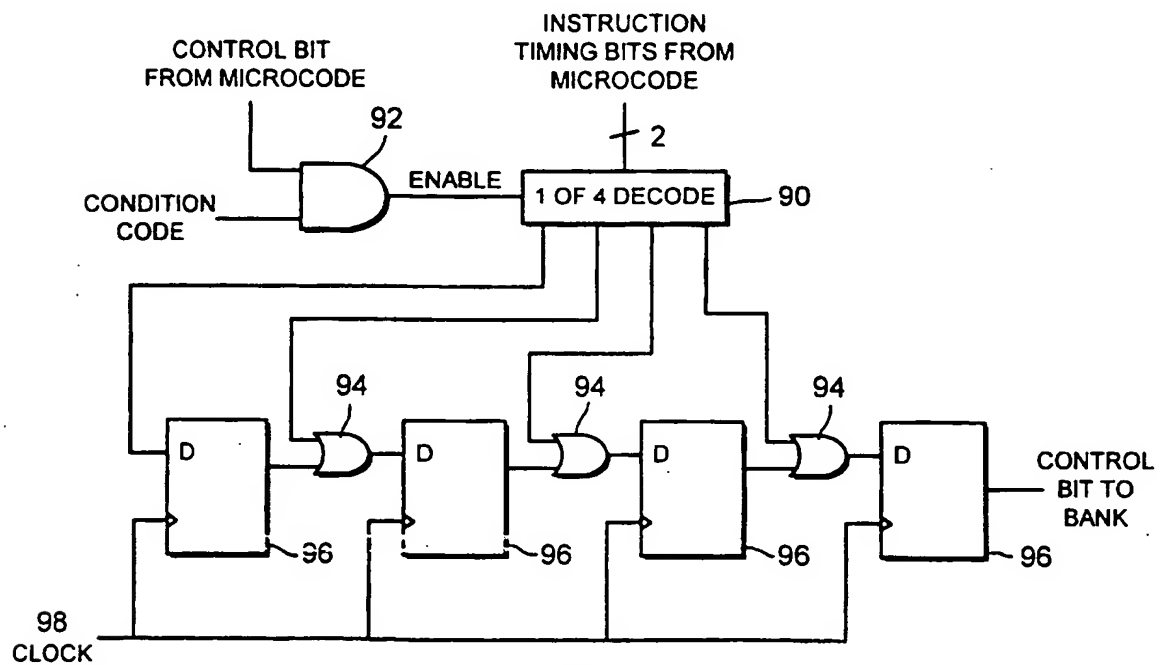 CONTROL BIT
FROM MICROCODE
INSTRUCTION
TIMING BITS FROM
MICROCODE
92
2
CONDITION
CODE
ENABLE
1 OF 4 DECODE
90
94
94
94
D
D
D
D
CONTROL
BIT TO
BANK
96
96
96
96
98
CLOCK